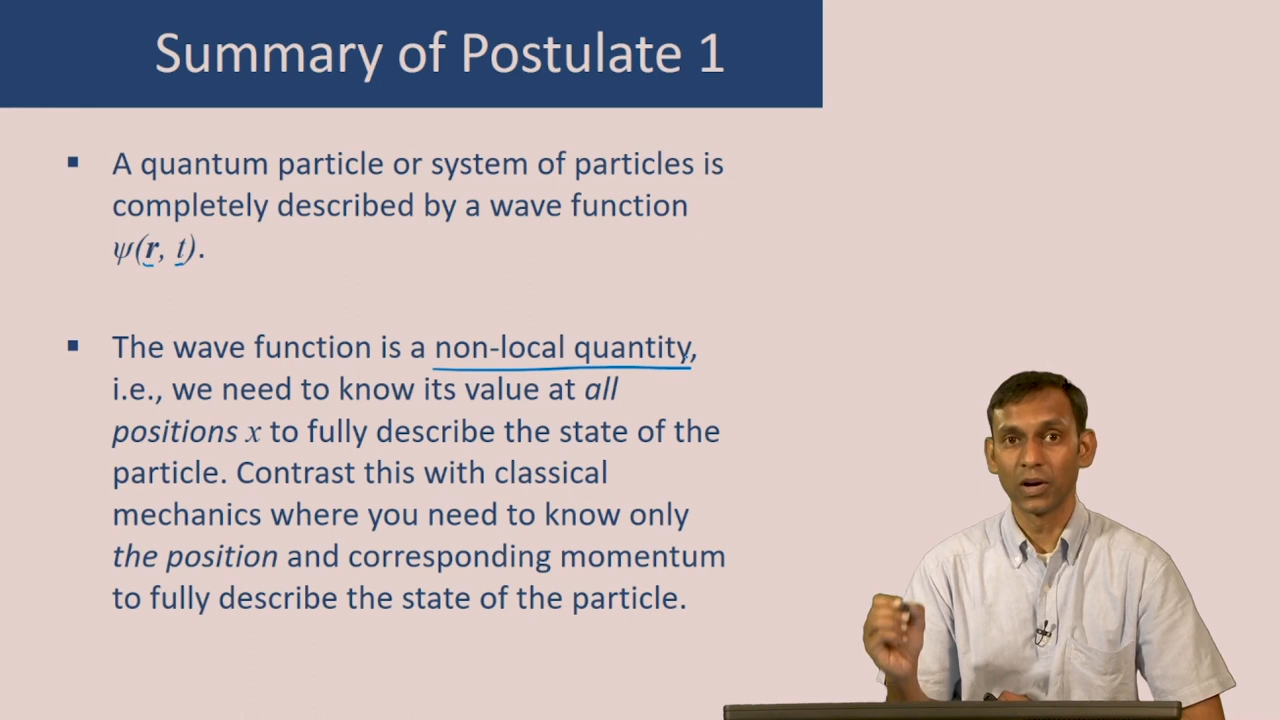 Summary of Postulate 1
▪ A quantum particle or system of particles is
completely described by a wave function
ψ(r, t).
▪ The wave function is a non-local quantity,
i.e., we need to know its value at all
positions x to fully describe the state of the
particle. Contrast this with classical
mechanics where you need to know only
the position and corresponding momentum
to fully describe the state of the particle.